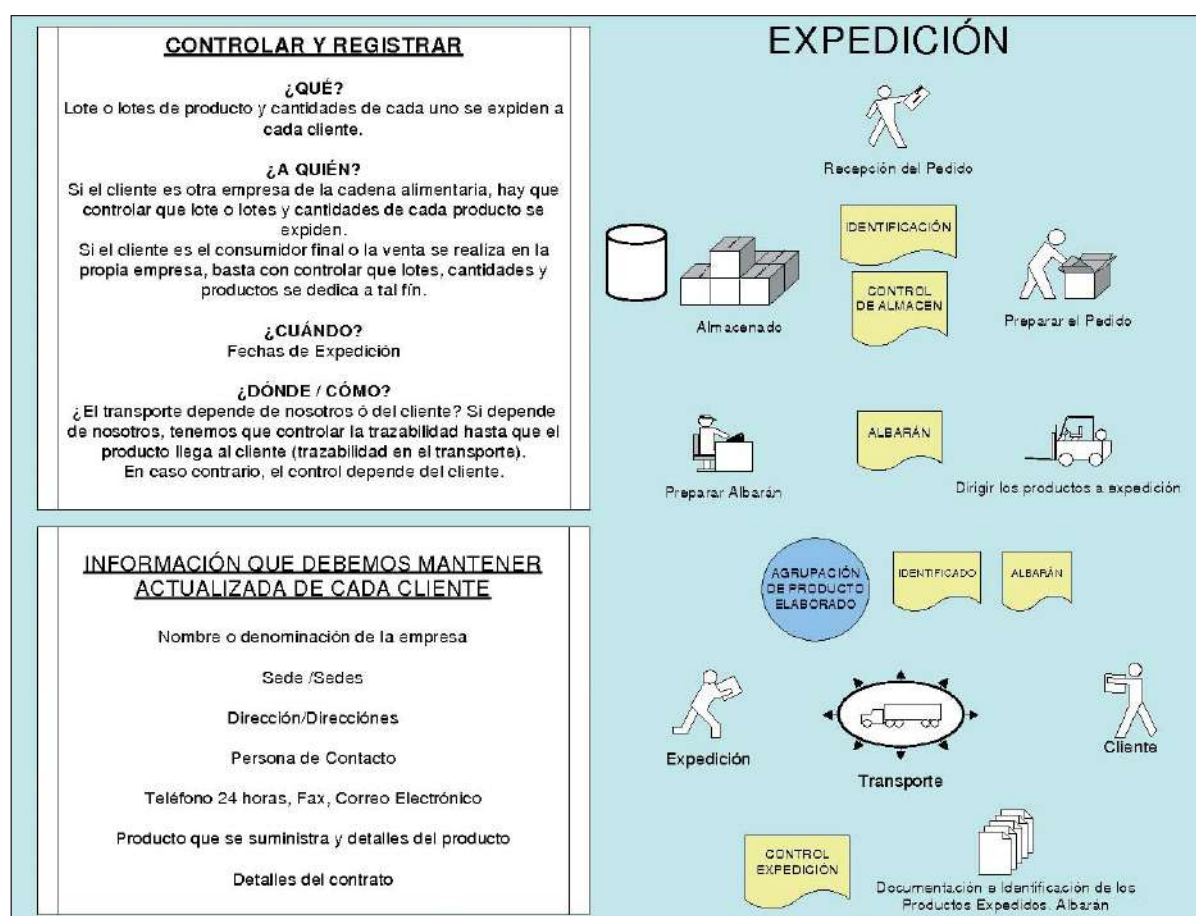 CONTROLAR Y REGISTRAR
¿QUÉ?
Lote o lotes de producto y cantidades de cada uno se expiden a
cada cliente.
¿A QUIÉN?
Si el cliente es otra empresa de la cadena alimentaria, hay que
controlar que lote o lotes y cantidades de cada producto se
expiden.
Si el cliente es el consumidor final o la venta se realiza en la
propia empresa, basta con controlar que lotes, cantidades y
productos se dedica a tal fín.
¿CUÁNDO?
Fechas de Expedición
¿DÓNDE / CÓMO?
¿El transporte depende de nosotros ó del cliente? Si depende
de nosotros, tenemos que controlar la trazabilidad hasta que el
producto llega al cliente (trazabilidad en el transporte).
En caso contrario, el control depende del cliente.
INFORMACIÓN QUE DEBEMOS MANTENER
ACTUALIZADA DE CADA CLIENTE
Nombre o denominación de la empresa
Sede /Sedes
Dirección/Direcciónes
Persona de Contacto
Teléfono 24 horas, Fax, Correo Electrónico
Producto que se suministra y detalles del producto
Detalles del contrato
EXPEDICIÓN
Recepción del Pedido
IDENTIFICACIÓN
CONTROL
DE ALMACEN
Almacenado
Preparar el Pedido
ALBARÁN
Preparar Albarán
Dirigir los productos a expedición
AGRUPACIÓN
DE PRODUCTO
ELABORADO
IDENTIFICADO
ALBARÁN
Expedición
Transporte
Cliente
CONTROL
EXPEDICIÓN
Documentación e Identificación de los
Productos Expedidos. Albarán